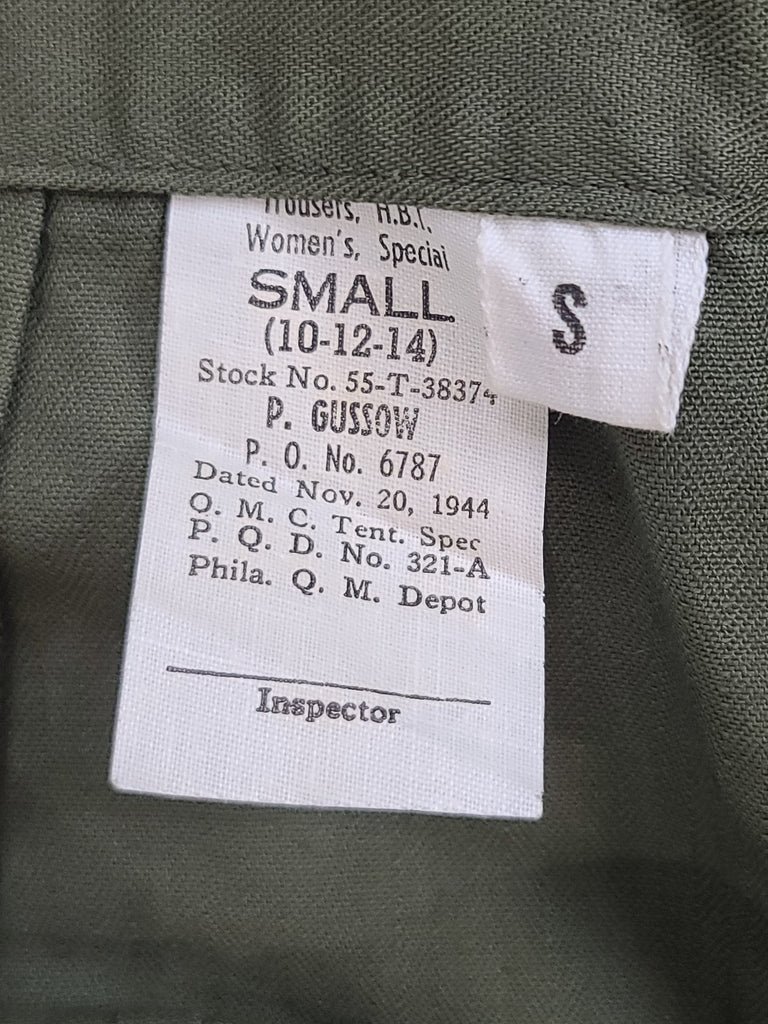 Trousers, H.B.T.
Women's, Special
SMALL
(10-12-14)
Stock No. 55-T-38374
P. GUSSOW
P. O. No. 6787
Dated Nov. 20, 1944
Q. M. C. Tent. Spec
P. Q. D. No. 321-A
Phila. Q. M. Depot
Inspector
S